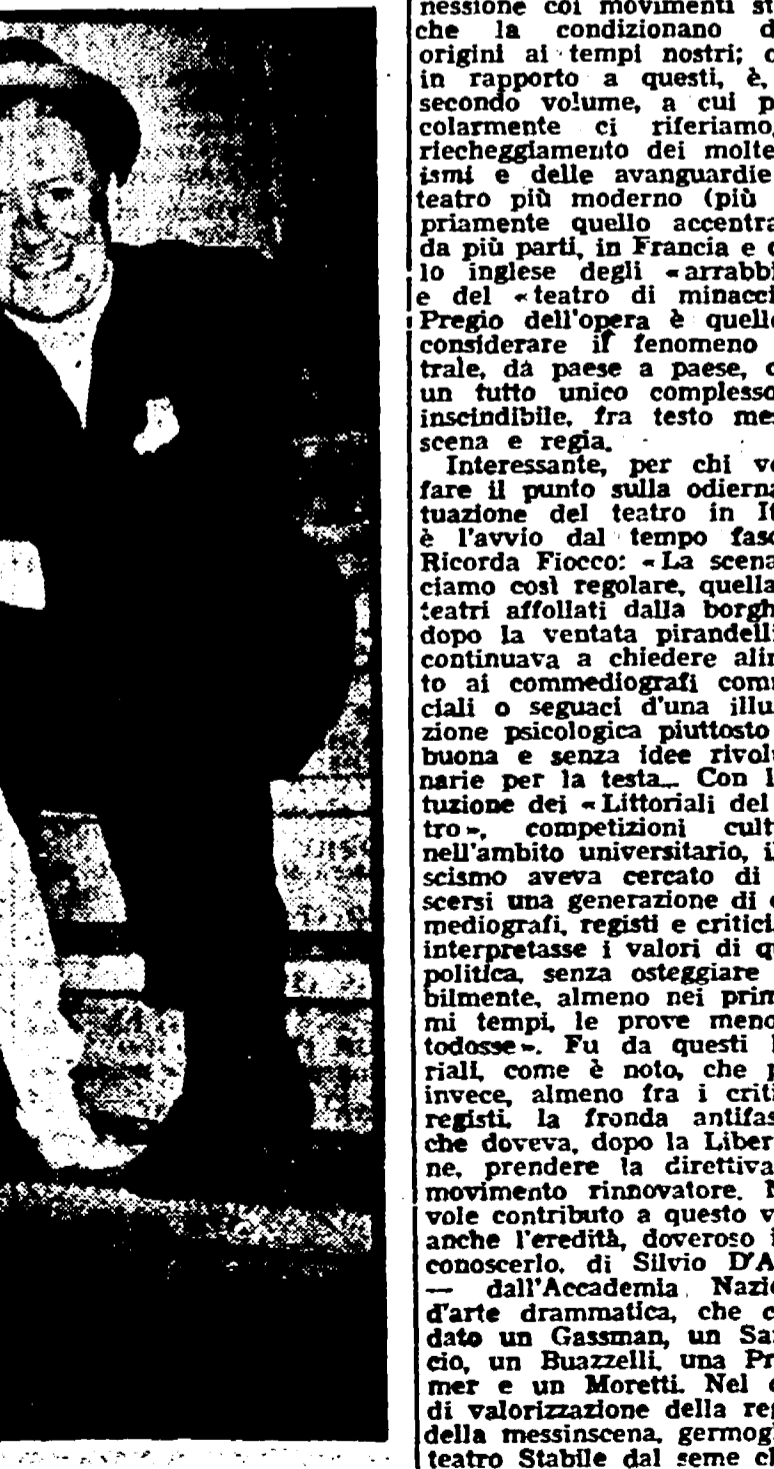 nessione coi movimenti st
che la condizionano d
origini ai tempi nostri; c
in rapporto a questi, è,
secondo volume, a cui p
colarmente ci riferiamo,
riecheggiamento dei molte
ismi e delle avanguardie
teatro più moderno (più
priamente quello accentra
da più parti, in Francia e q
lo inglese degli «arrabbi
e del «teatro di minacci
Pregio dell'opera è quello
considerare il fenomeno
trale, da paese a paese, c
un tutto unico complesso
inscindibile, fra testo mes
scena e regia.
Interessante, per chi vo
fare il punto sulla odierna
tuazione del teatro in It
è l'avvio dal tempo fasc
Ricorda Fiocco: «La scena
ciamo così regolare, quella
teatri affollati dalla borgh
dopo la ventata pirandelli
continuava a chiedere alim
to ai commediografi comm
ciali o seguaci d'una illu
zione psicologica piuttosto
buona e senza idee rivolu
narie per la testa... Con l
tuzione dei «Littoriali del
tro», competizioni cult
nell'ambito universitario, il
scismo aveva cercato di
scersi una generazione di c
mediografi, registi e critici
interpretasse i valori di qu
politica, senza osteggiare
bilmente, almeno nei prim
mi tempi, le prove meno
todosse». Fu da questi l
riali, come è noto, che p
invece, almeno fra i criti
registi, la fronda antifas
che doveva, dopo la Liber
ne, prendere la direttiva
movimento rinnovatore. N
vole contributo a questo v
anche l'eredità, doveroso i
conoscerlo, di Silvio D'A
— dall'Accademia Nazio
d'arte drammatica, che c
dato un Gassman, un Sa
cio, un Buazzelli, una Pr
mer e un Moretti. Nel c
di valorizzazione della reg
della messinscena, germogl
teatro Stabile dal seme ch